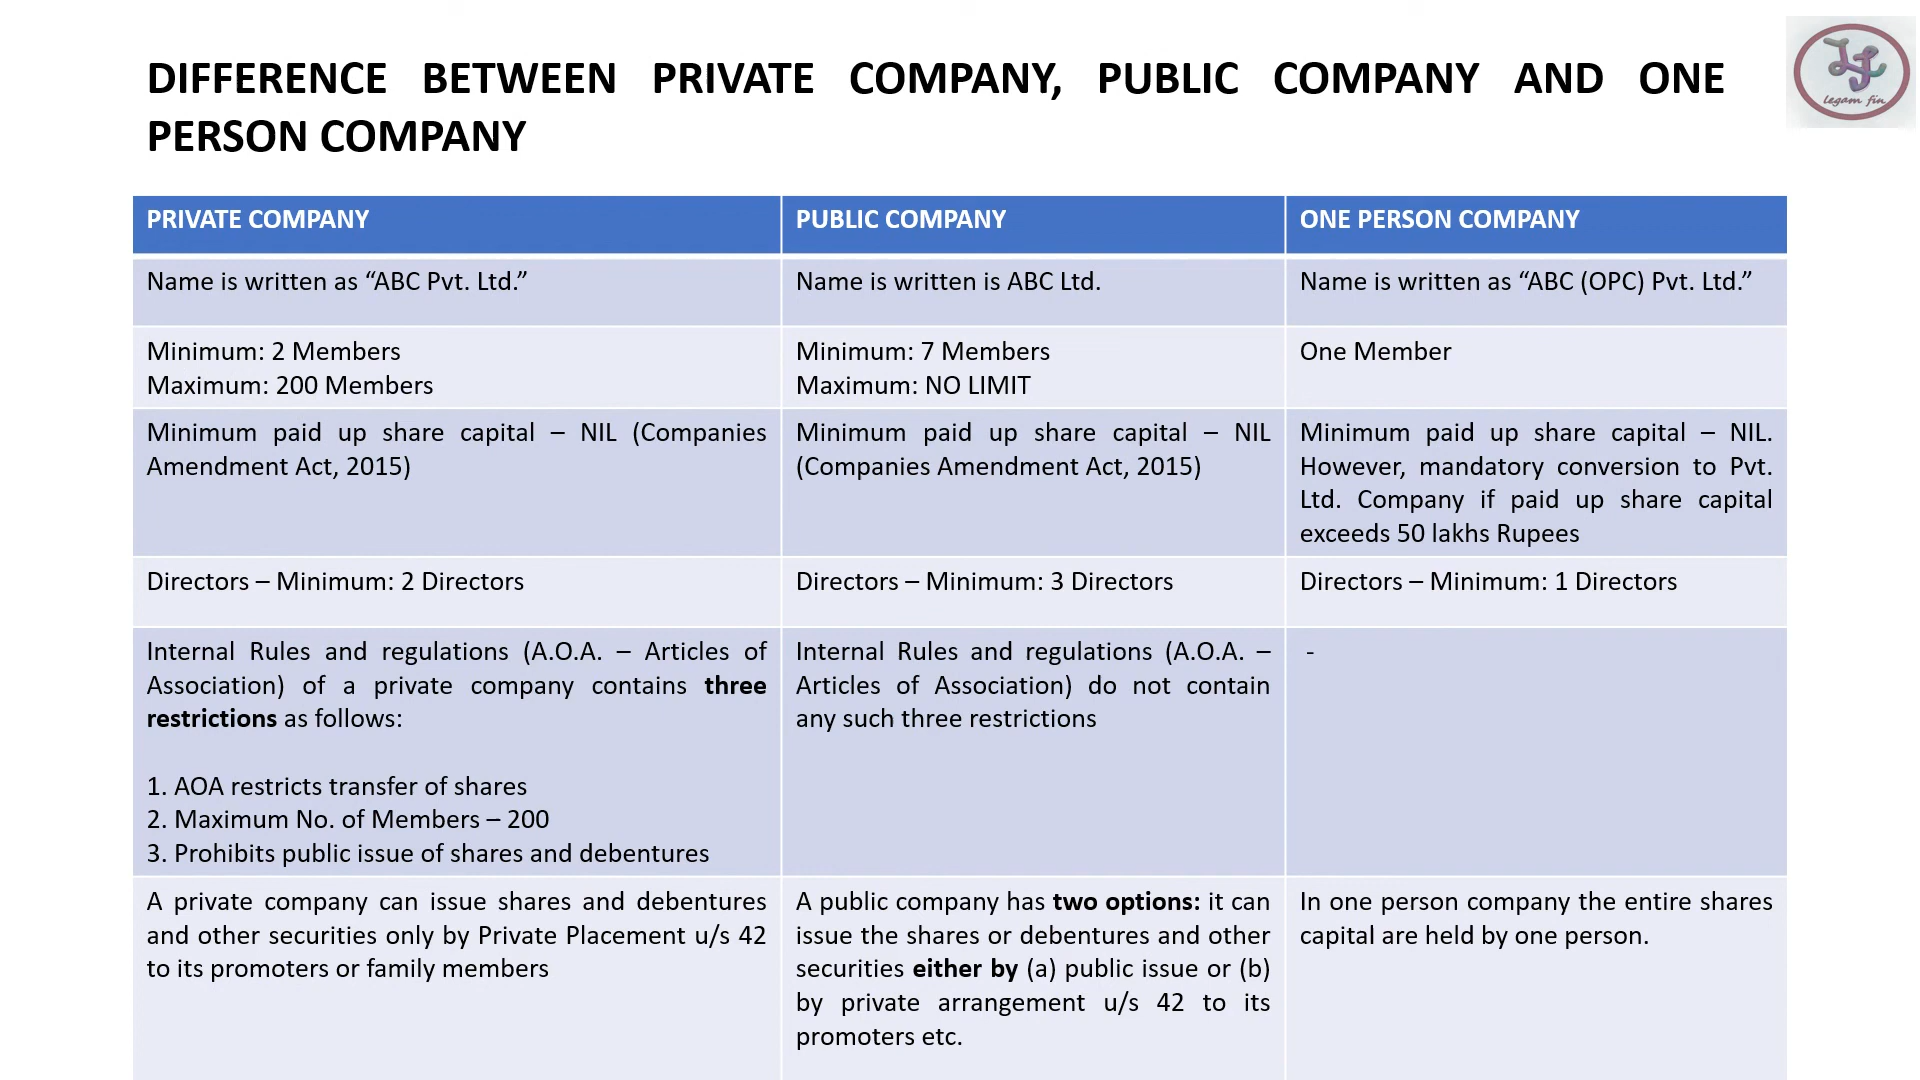 DIFFERENCE BETWEEN PRIVATE COMPANY, PUBLIC COMPANY AND ONE
PERSON COMPANY
legam fin
PRIVATE COMPANY
PUBLIC COMPANY
ONE PERSON COMPANY
Name is written as “ABC Pvt. Ltd.”
Name is written is ABC Ltd.
Name is written as “ABC (OPC) Pvt. Ltd.”
Minimum: 2 Members
Maximum: 200 Members
Minimum: 7 Members
Maximum: NO LIMIT
One Member
Minimum paid up share capital – NIL (Companies
Amendment Act, 2015)
Minimum paid up share capital – NIL
(Companies Amendment Act, 2015)
Minimum paid up share capital – NIL.
However, mandatory conversion to Pvt.
Ltd. Company if paid up share capital
exceeds 50 lakhs Rupees
Directors – Minimum: 2 Directors
Directors – Minimum: 3 Directors
Directors – Minimum: 1 Directors
Internal Rules and regulations (A.O.A. – Articles of
Association) of a private company contains three
restrictions as follows:
1. AOA restricts transfer of shares
2. Maximum No. of Members – 200
3. Prohibits public issue of shares and debentures
Internal Rules and regulations (A.O.A. –
Articles of Association) do not contain
any such three restrictions
-
A private company can issue shares and debentures
and other securities only by Private Placement u/s 42
to its promoters or family members
A public company has two options: it can
issue the shares or debentures and other
securities either by (a) public issue or (b)
by private arrangement u/s 42 to its
promoters etc.
In one person company the entire shares
capital are held by one person.